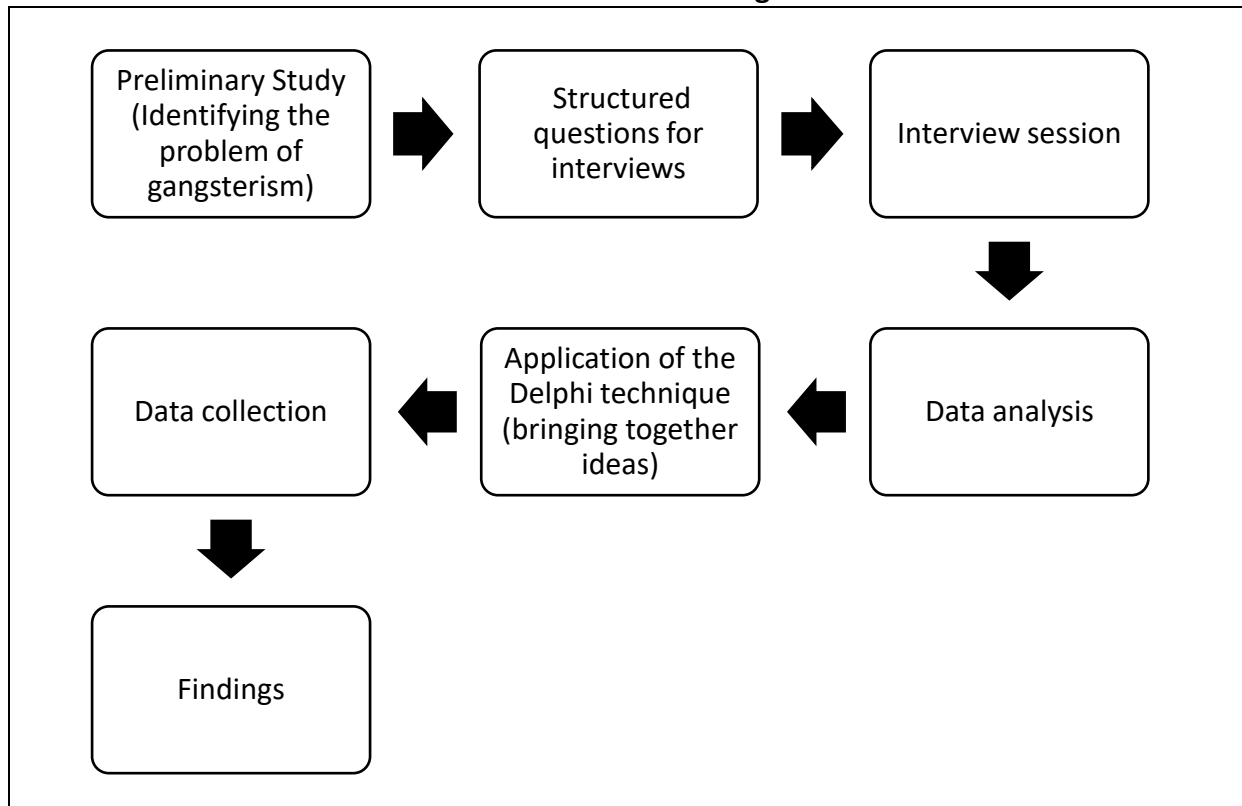 Preliminary Study
(Identifying the
problem of
gangsterism)
Structured
questions for
interviews
Interview session
Data analysis
Application of the
Delphi technique
(bringing together
ideas)
Data collection
Findings